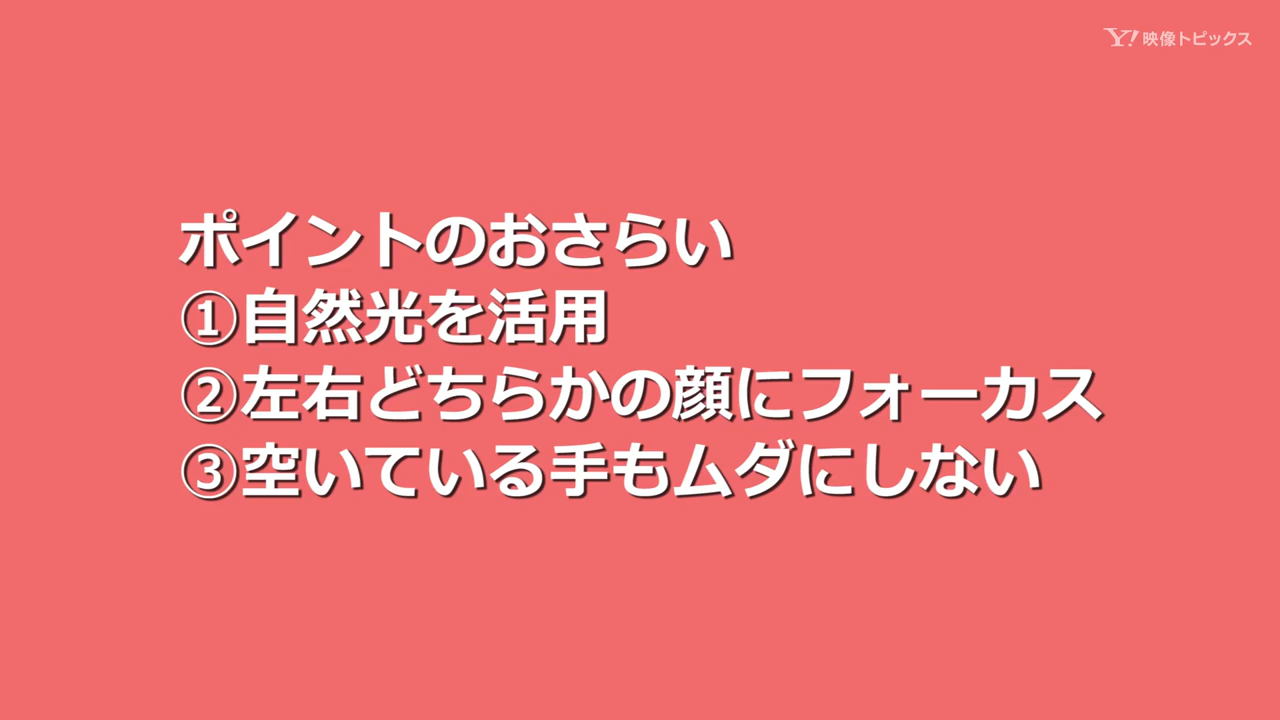 Y! 映像トピックス
ポイントのおさらい
①自然光を活用
②左右どちらかの顔にフォーカス
③空いている手もムダにしない